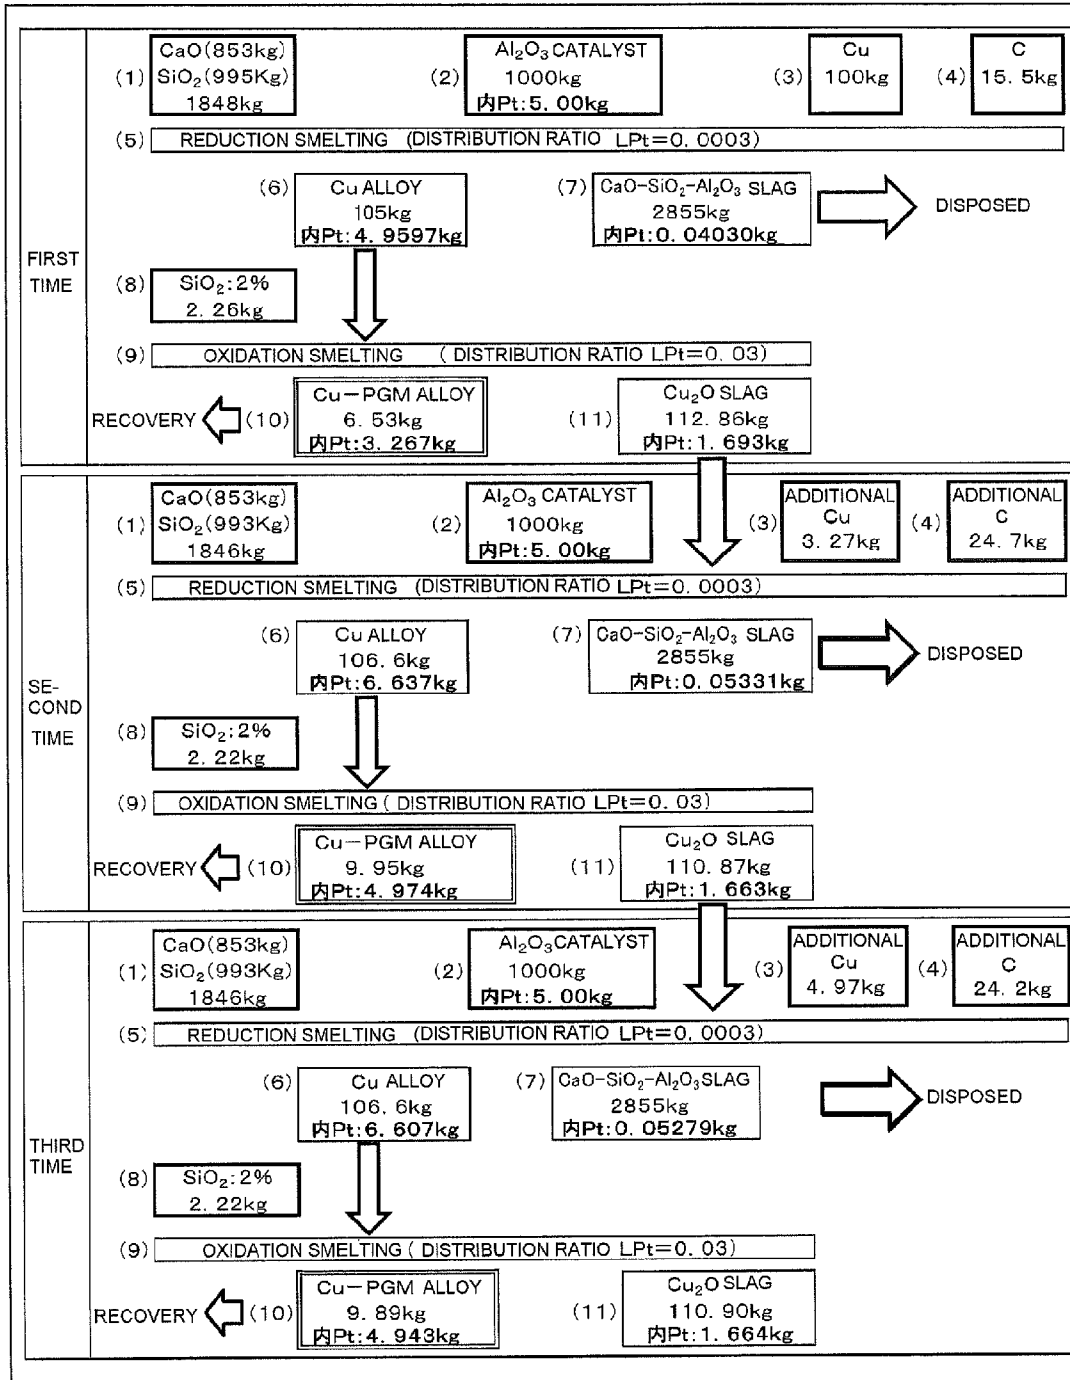 CaO(853kg)
SiO₂(995Kg)
1848kg
(1)
Al₂O₃ CATALYST
1000kg
内Pt:5.00kg
(2)
Cu
100kg
(3)
C
15.5kg
(4)
(5) REDUCTION SMELTING (DISTRIBUTION RATIO LPt=0.0003)
(6)
Cu ALLOY
105kg
内Pt:4.9597kg
(7)
CaO-SiO₂-Al₂O₃ SLAG
2855kg
内Pt:0.04030kg
DISPOSED
FIRST
TIME
(8)
SiO₂:2%
2.26kg
(9) OXIDATION SMELTING (DISTRIBUTION RATIO LPt=0.03)
RECOVERY
(10)
Cu-PGM ALLOY
6.53kg
内Pt:3.267kg
(11)
Cu₂O SLAG
112.86kg
内Pt:1.693kg
CaO(853kg)
SiO₂(993Kg)
1846kg
(1)
Al₂O₃ CATALYST
1000kg
内Pt:5.00kg
(2)
ADDITIONAL
Cu
3.27kg
(3)
ADDITIONAL
C
24.7kg
(4)
(5) REDUCTION SMELTING (DISTRIBUTION RATIO LPt=0.0003)
(6)
Cu ALLOY
106.6kg
内Pt:6.637kg
(7)
CaO-SiO₂-Al₂O₃ SLAG
2855kg
内Pt:0.05331kg
DISPOSED
SE-
COND
TIME
(8)
SiO₂:2%
2.22kg
(9) OXIDATION SMELTING (DISTRIBUTION RATIO LPt=0.03)
RECOVERY
(10)
Cu-PGM ALLOY
9.95kg
内Pt:4.974kg
(11)
Cu₂O SLAG
110.87kg
内Pt:1.663kg
CaO(853kg)
SiO₂(993Kg)
1846kg
(1)
Al₂O₃ CATALYST
1000kg
内Pt:5.00kg
(2)
ADDITIONAL
Cu
4.97kg
(3)
ADDITIONAL
C
24.2kg
(4)
(5) REDUCTION SMELTING (DISTRIBUTION RATIO LPt=0.0003)
(6)
Cu ALLOY
106.6kg
内Pt:6.607kg
(7)
CaO-SiO₂-Al₂O₃SLAG
2855kg
内Pt:0.05279kg
DISPOSED
THIRD
TIME
(8)
SiO₂:2%
2.22kg
(9) OXIDATION SMELTING (DISTRIBUTION RATIO LPt=0.03)
RECOVERY
(10)
Cu-PGM ALLOY
9.89kg
内Pt:4.943kg
(11)
Cu₂O SLAG
110.90kg
内Pt:1.664kg